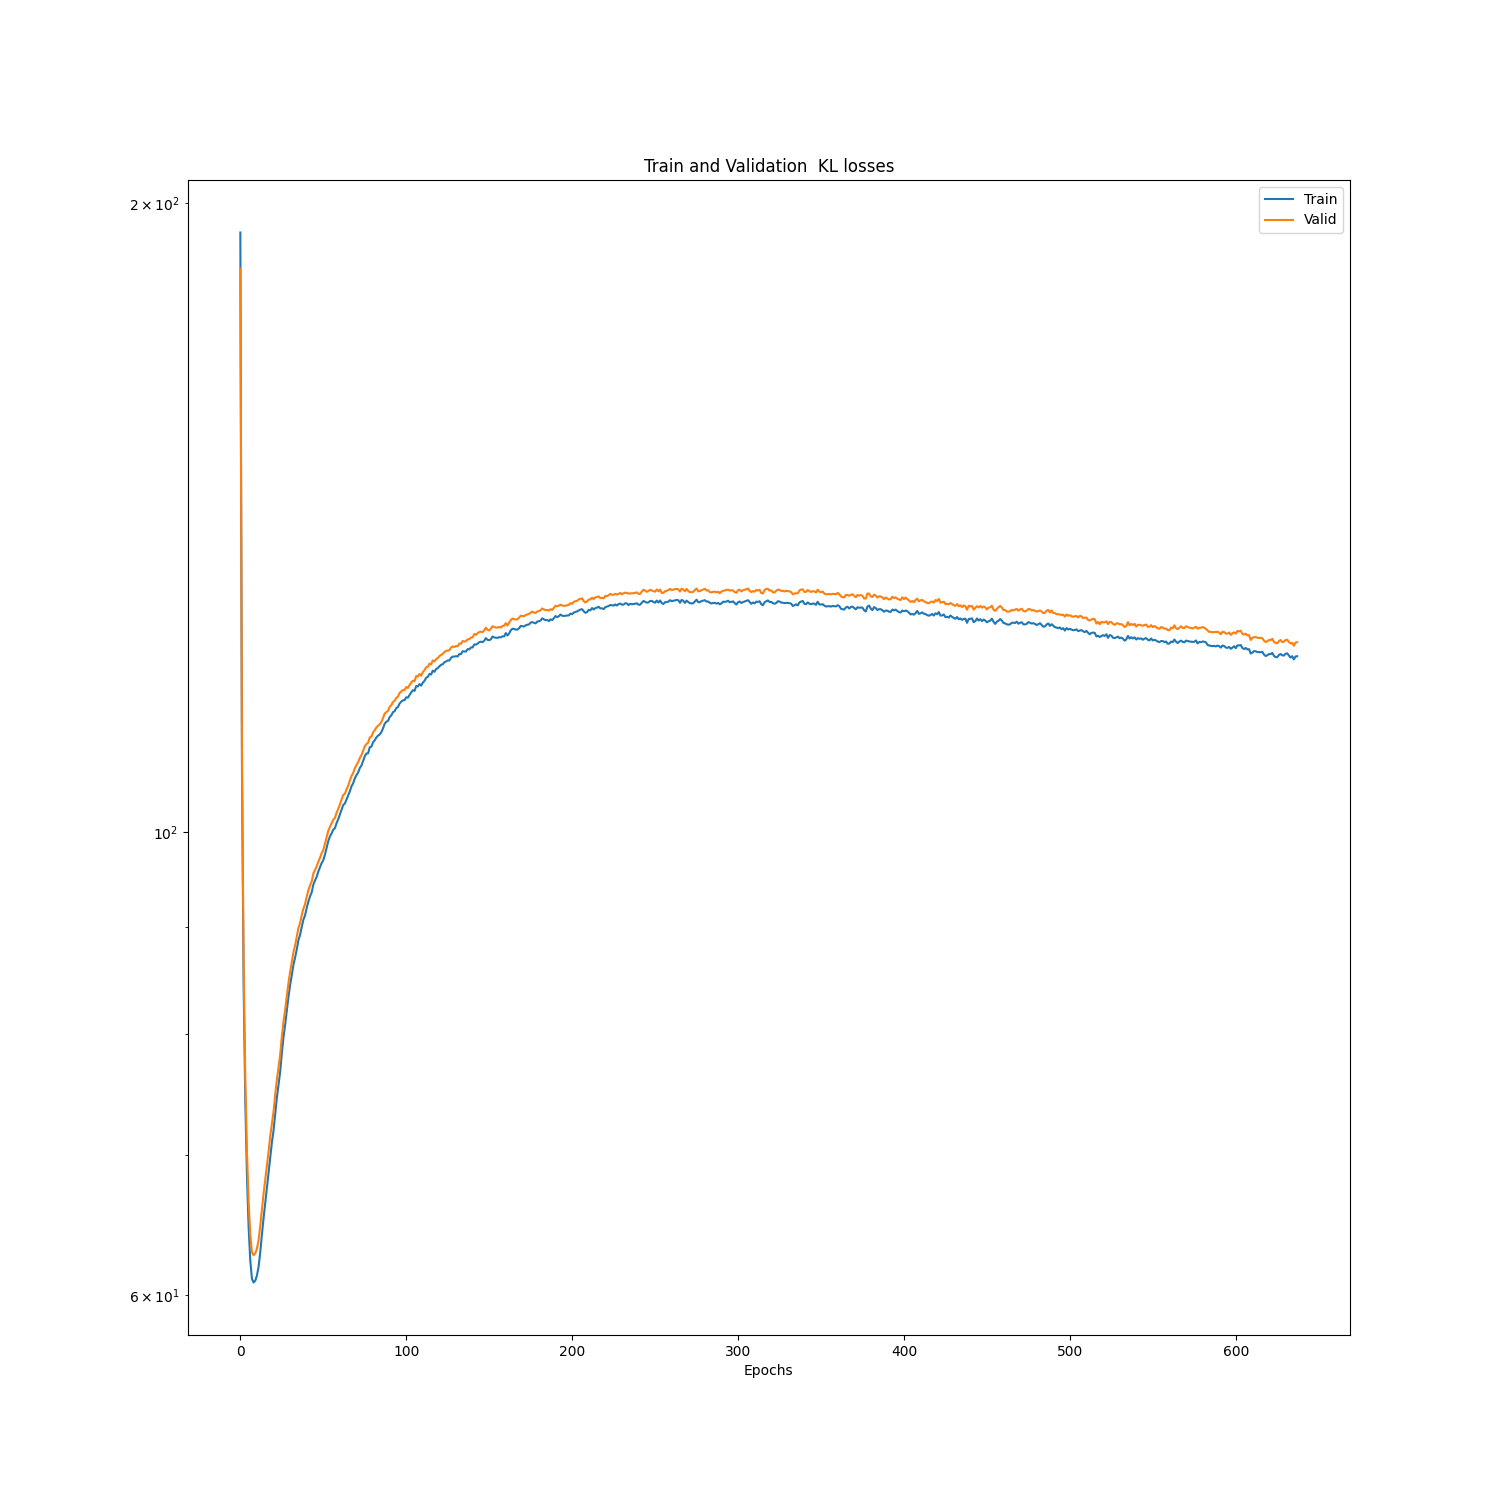 Train and Validation  KL losses
2 × 10²
Train
Valid
10²
6 × 10¹
0 100 200 300 400 500 600
Epochs